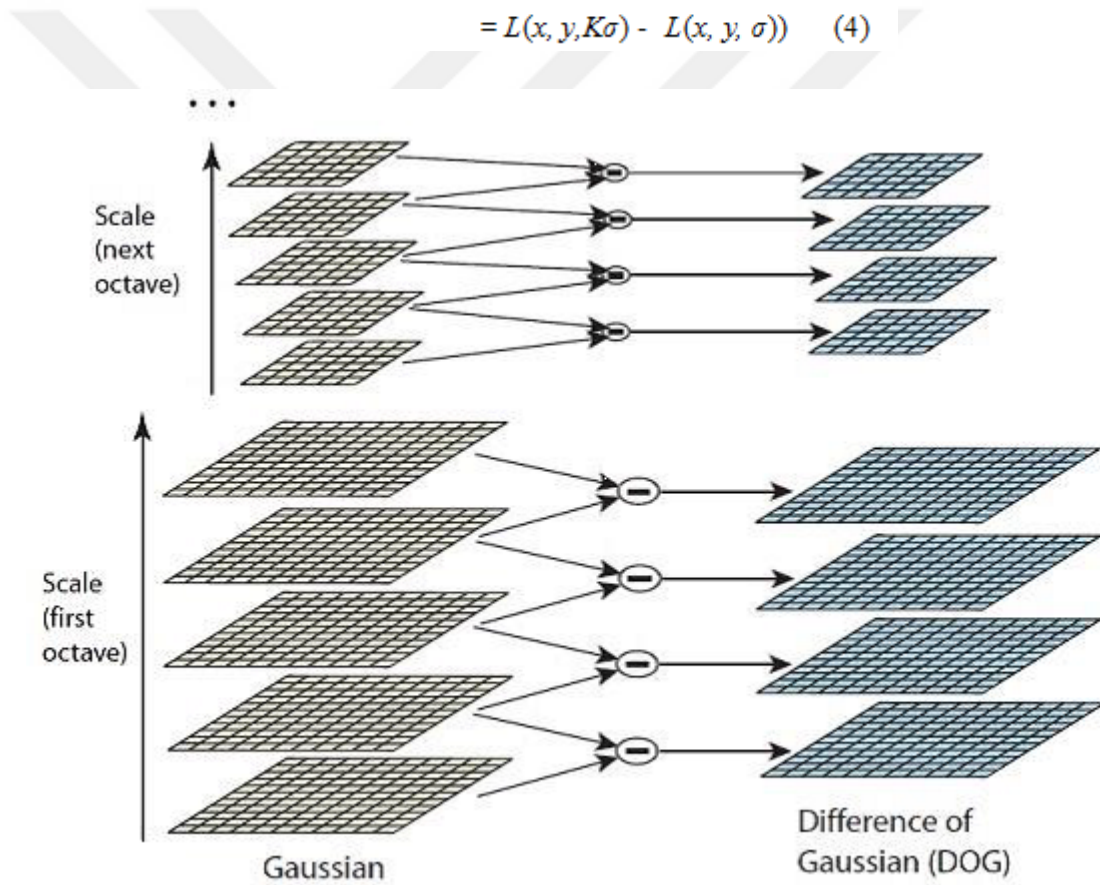 = L(x, y,Kσ) - L(x, y, σ)) (4)
...
Scale
(next
octave)
Scale
(first
octave)
Gaussian
Difference of
Gaussian (DOG)